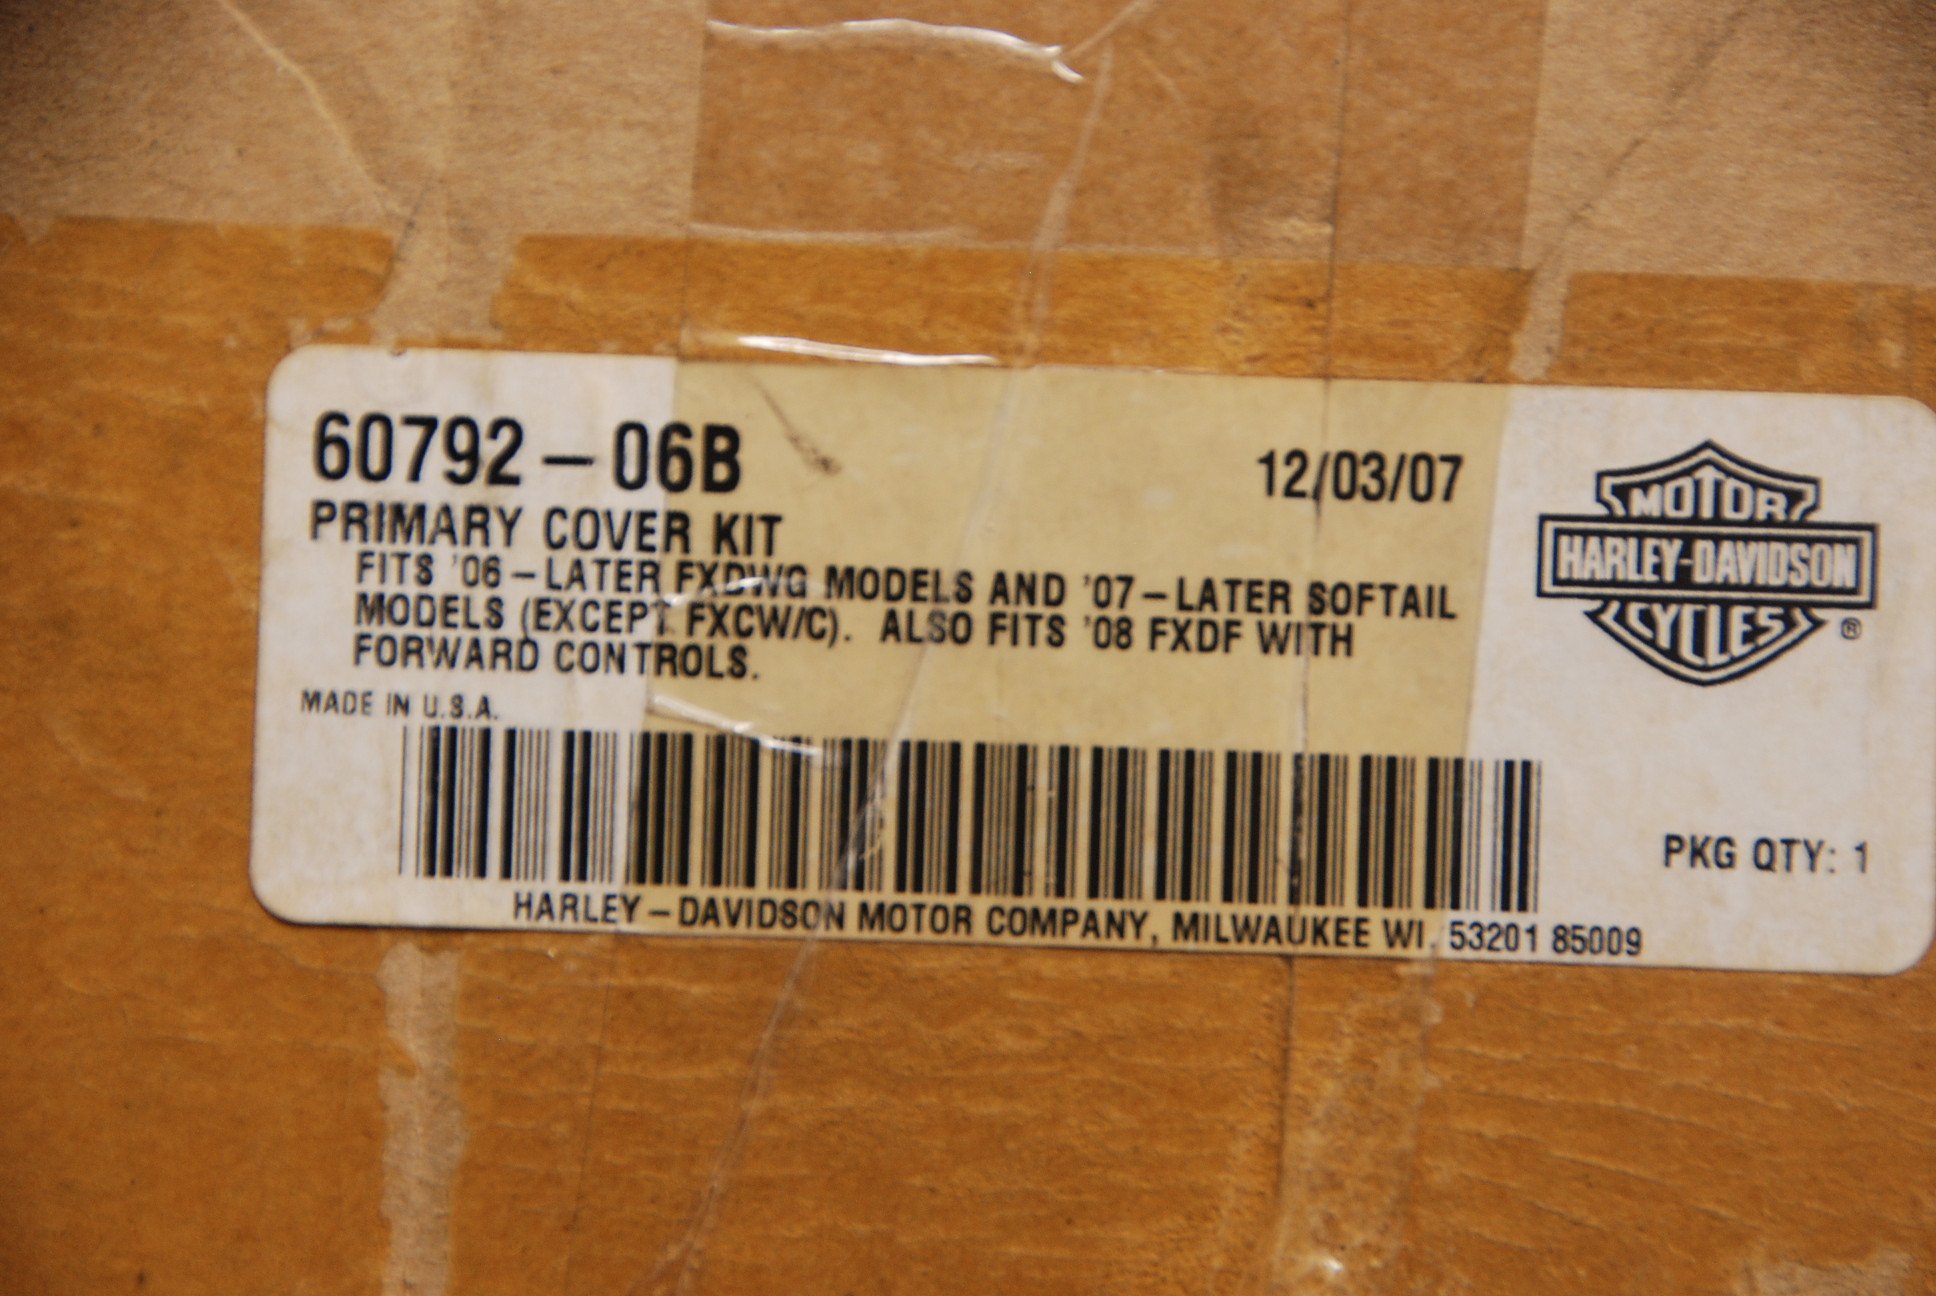 60792-06B
12/03/07
PRIMARY COVER KIT
FITS '06-LATER FXDWG MODELS AND '07-LATER SOFTAIL
MODELS (EXCEPT FXCW/C). ALSO FITS '08 FXDF WITH
FORWARD CONTROLS.
MADE IN U.S.A.
MOTOR
HARLEY-DAVIDSON
CYCLES
®
PKG QTY: 1
HARLEY-DAVIDSON MOTOR COMPANY, MILWAUKEE WI. 53201 85009